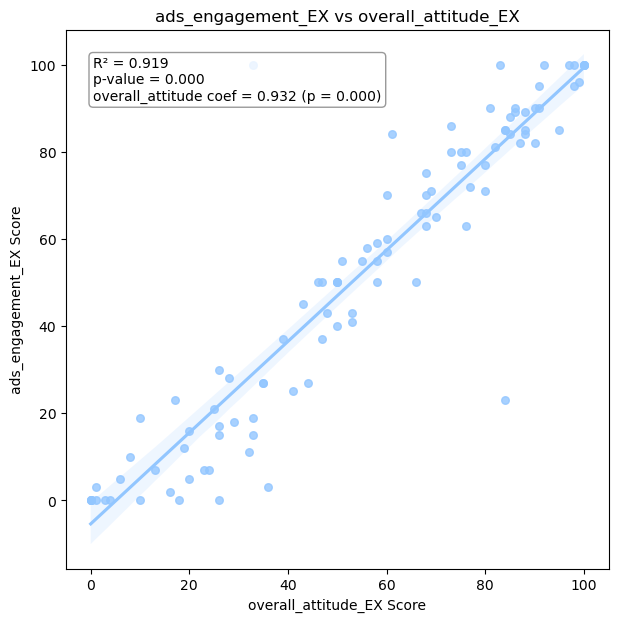 ads_engagement_EX vs overall_attitude_EX
R² = 0.919
p-value = 0.000
overall_attitude coef = 0.932 (p = 0.000)
ads_engagement_EX Score
100
80
60
40
20
0
0 20 40 60 80 100
overall_attitude_EX Score